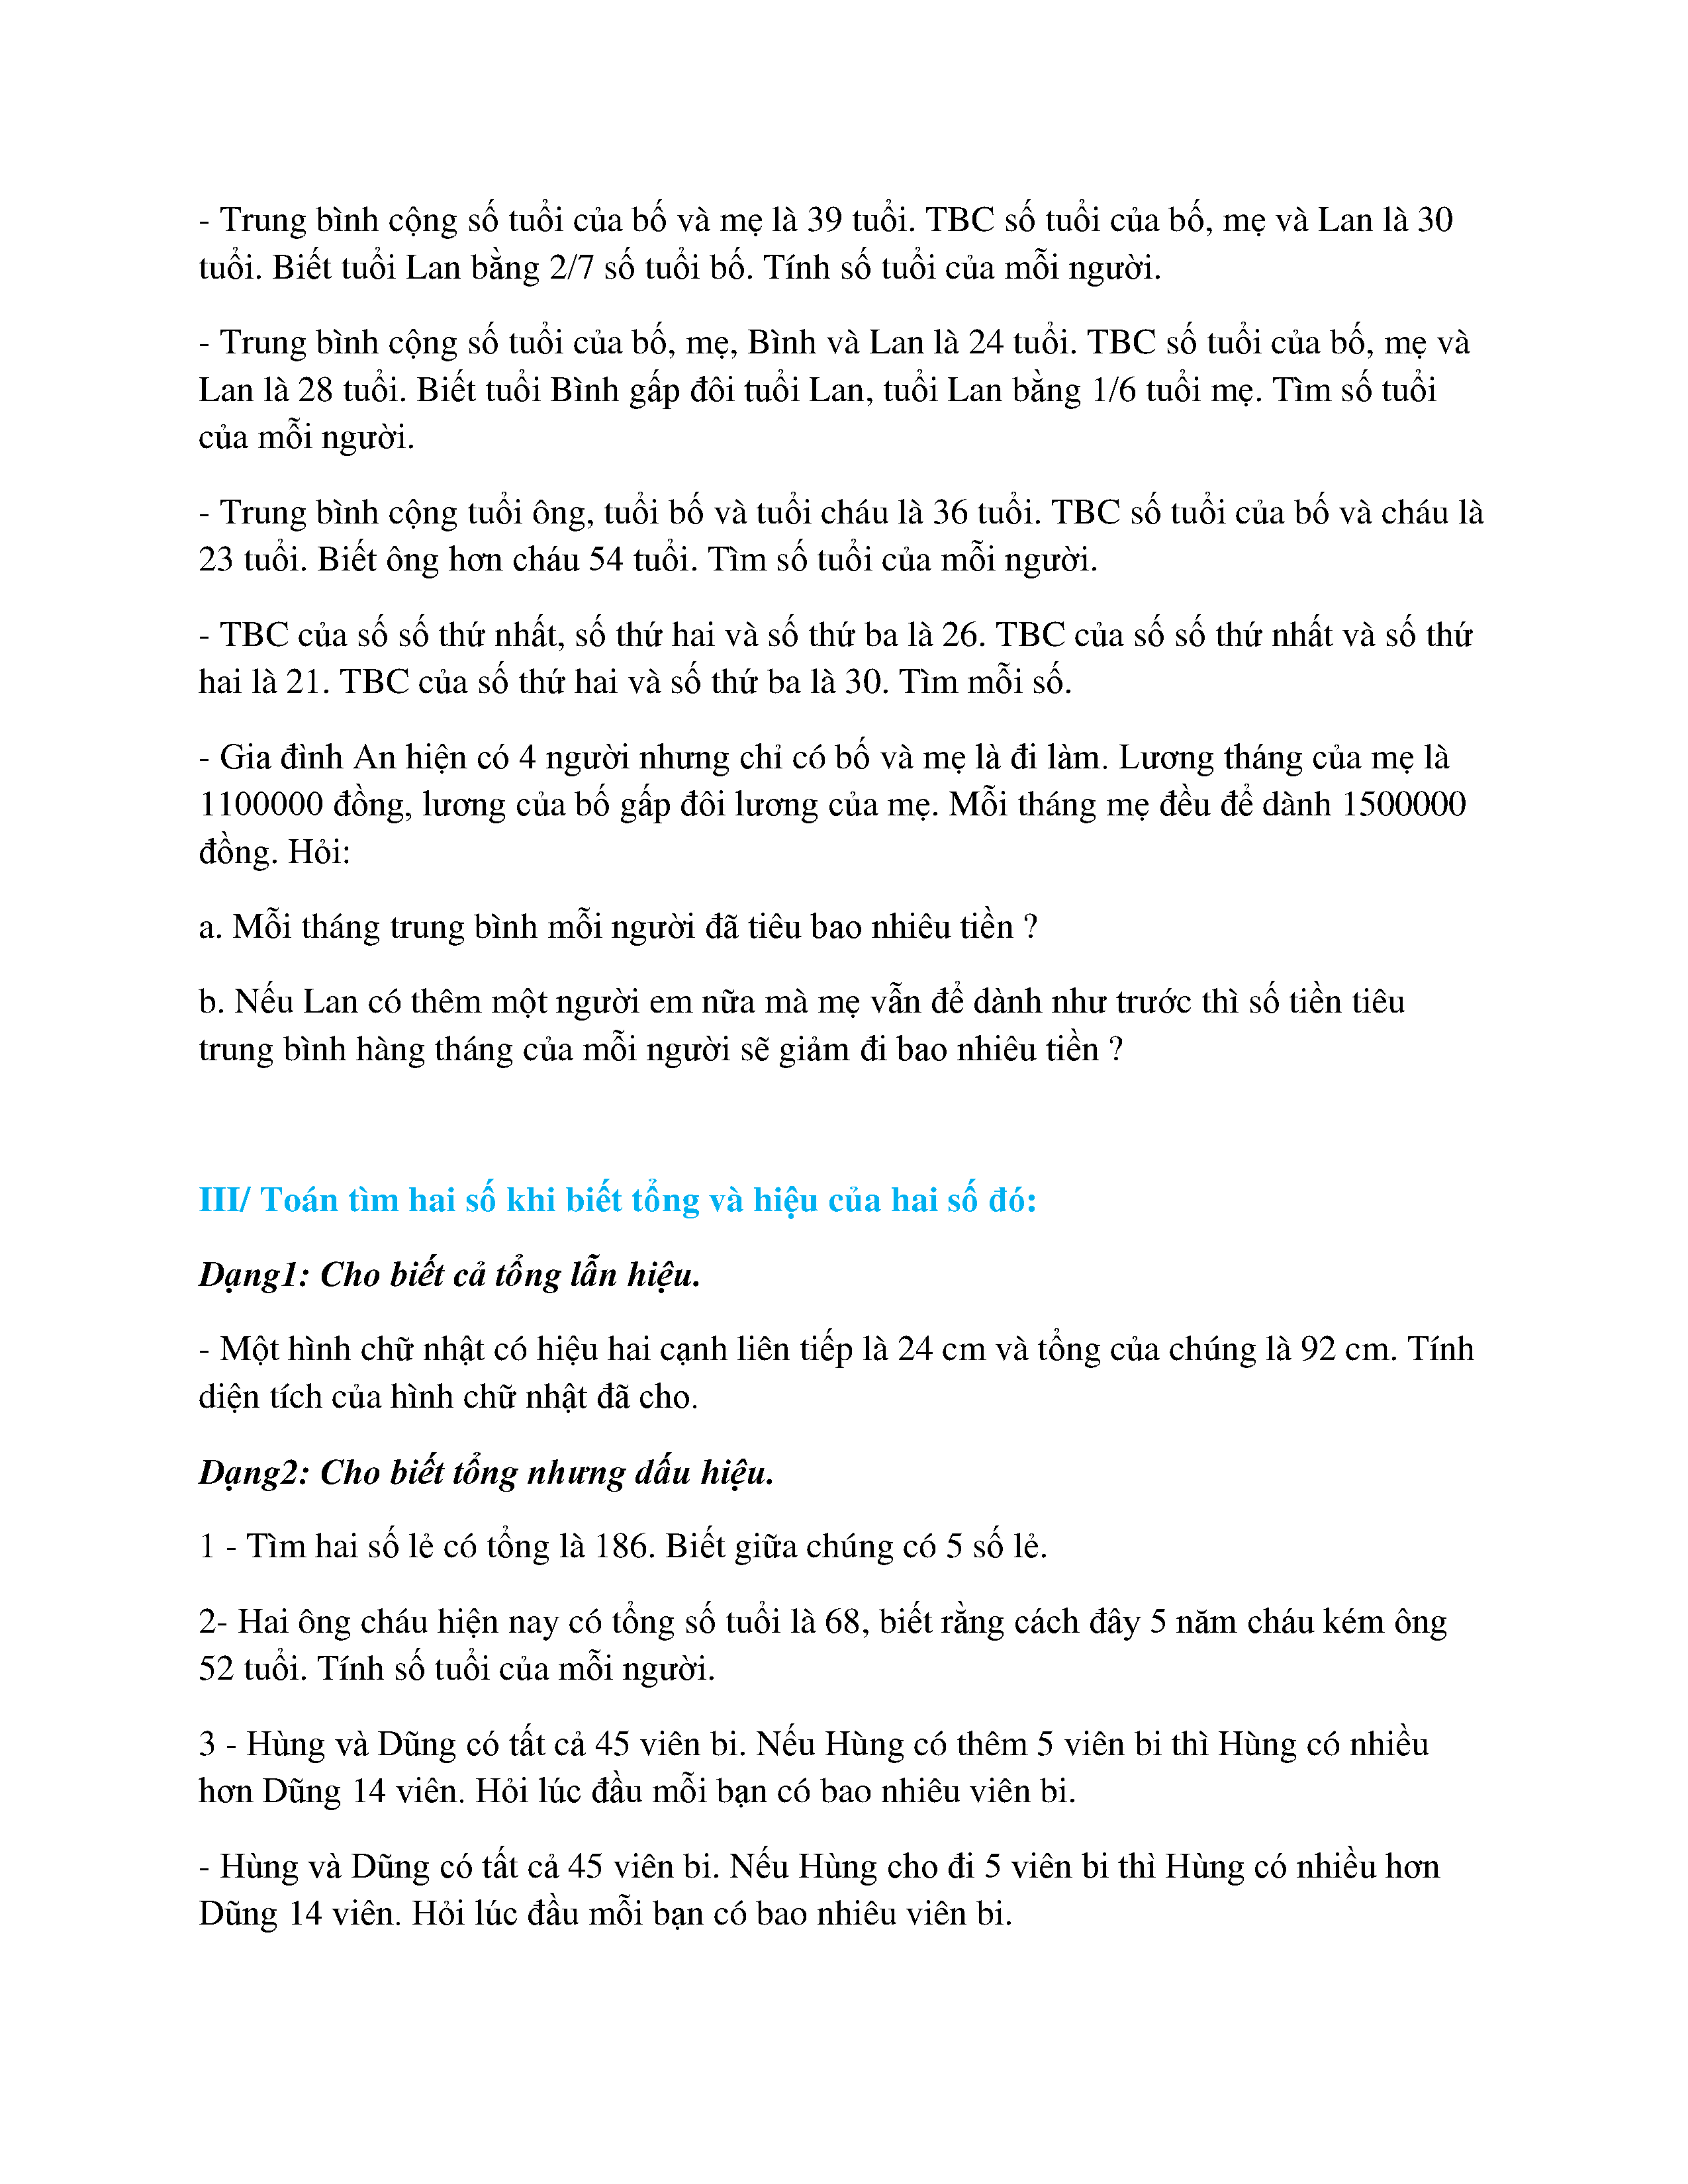 - Trung bình cộng số tuổi của bố và mẹ là 39 tuổi. TBC số tuổi của bố, mẹ và Lan là 30
tuổi. Biết tuổi Lan bằng 2/7 số tuổi bố. Tính số tuổi của mỗi người.
- Trung bình cộng số tuổi của bố, mẹ, Bình và Lan là 24 tuổi. TBC số tuổi của bố, mẹ và
Lan là 28 tuổi. Biết tuổi Bình gấp đôi tuổi Lan, tuổi Lan bằng 1/6 tuổi mẹ. Tìm số tuổi
của mỗi người.
- Trung bình cộng tuổi ông, tuổi bố và tuổi cháu là 36 tuổi. TBC số tuổi của bố và cháu là
23 tuổi. Biết ông hơn cháu 54 tuổi. Tìm số tuổi của mỗi người.
- TBC của số số thứ nhất, số thứ hai và số thứ ba là 26. TBC của số số thứ nhất và số thứ
hai là 21. TBC của số thứ hai và số thứ ba là 30. Tìm mỗi số.
- Gia đình An hiện có 4 người nhưng chỉ có bố và mẹ là đi làm. Lương tháng của mẹ là
1100000 đồng, lương của bố gấp đôi lương của mẹ. Mỗi tháng mẹ đều để dành 1500000
đồng. Hỏi:
a. Mỗi tháng trung bình mỗi người đã tiêu bao nhiêu tiền ?
b. Nếu Lan có thêm một người em nữa mà mẹ vẫn để dành như trước thì số tiền tiêu
trung bình hàng tháng của mỗi người sẽ giảm đi bao nhiêu tiền ?
III/ Toán tìm hai số khi biết tổng và hiệu của hai số đó:
Dạng1: Cho biết cả tổng lẫn hiệu.
- Một hình chữ nhật có hiệu hai cạnh liên tiếp là 24 cm và tổng của chúng là 92 cm. Tính
diện tích của hình chữ nhật đã cho.
Dạng2: Cho biết tổng nhưng dấu hiệu.
1 - Tìm hai số lẻ có tổng là 186. Biết giữa chúng có 5 số lẻ.
2- Hai ông cháu hiện nay có tổng số tuổi là 68, biết rằng cách đây 5 năm cháu kém ông
52 tuổi. Tính số tuổi của mỗi người.
3 - Hùng và Dũng có tất cả 45 viên bi. Nếu Hùng có thêm 5 viên bi thì Hùng có nhiều
hơn Dũng 14 viên. Hỏi lúc đầu mỗi bạn có bao nhiêu viên bi.
- Hùng và Dũng có tất cả 45 viên bi. Nếu Hùng cho đi 5 viên bi thì Hùng có nhiều hơn
Dũng 14 viên. Hỏi lúc đầu mỗi bạn có bao nhiêu viên bi.